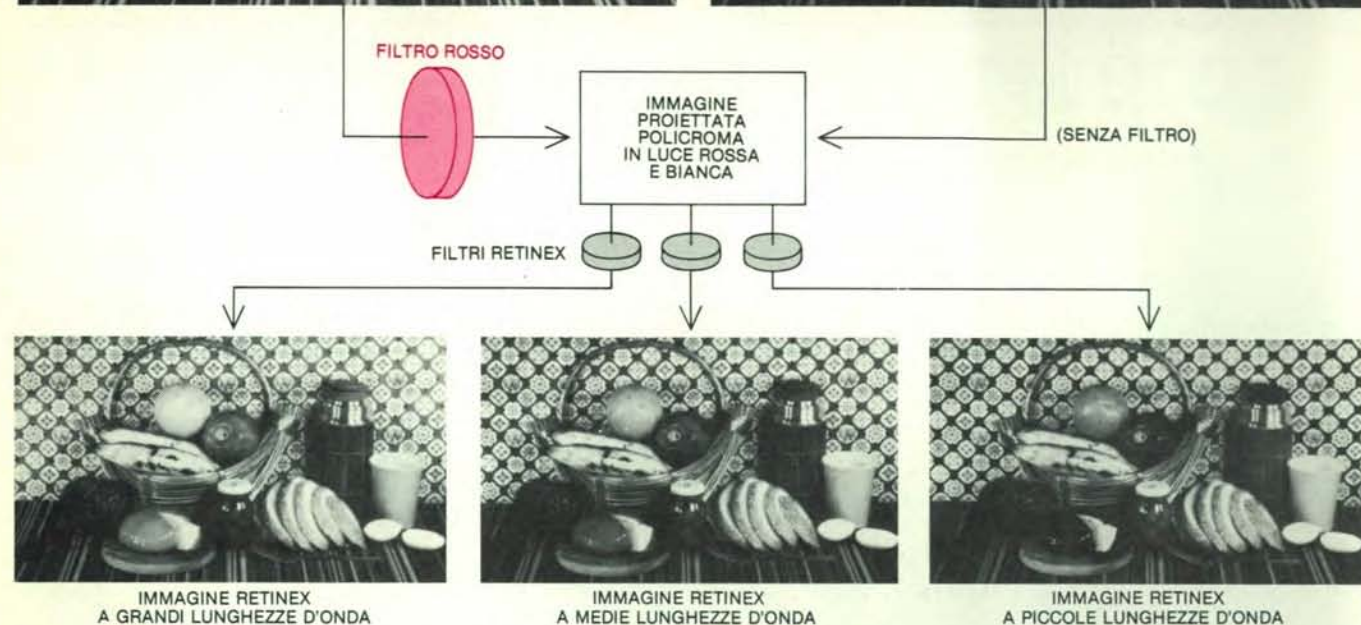 FILTRO ROSSO
IMMAGINE
PROIETTATA
POLICROMA
IN LUCE ROSSA
E BIANCA
(SENZA FILTRO)
FILTRI RETINEX
IMMAGINE RETINEX
A GRANDI LUNGHEZZE D'ONDA
IMMAGINE RETINEX
A MEDIE LUNGHEZZE D'ONDA
IMMAGINE RETINEX
A PICCOLE LUNGHEZZE D'ONDA